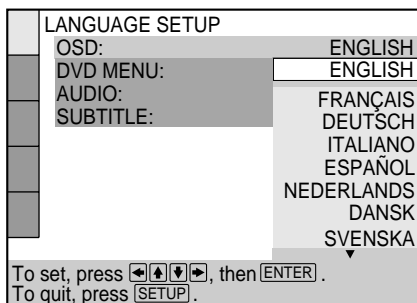 LANGUAGE SETUP
OSD: ENGLISH
DVD MENU: ENGLISH
AUDIO: FRANÇAIS
SUBTITLE: DEUTSCH
ITALIANO
ESPAÑOL
NEDERLANDS
DANSK
SVENSKA
To set, press , then ENTER .
To quit, press SETUP .